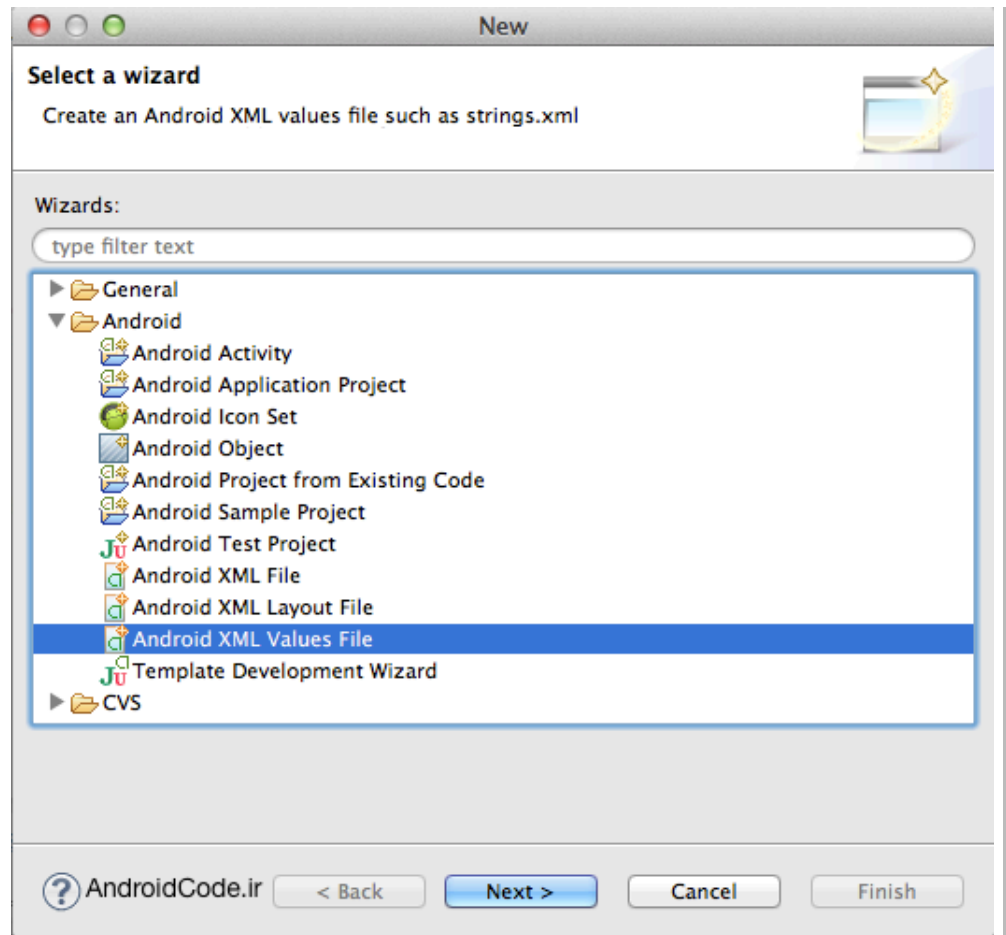 New
Select a wizard
Create an Android XML values file such as strings.xml
Wizards:
type filter text
General
Android
Android Activity
Android Application Project
Android Icon Set
Android Object
Android Project from Existing Code
Android Sample Project
Android Test Project
Android XML File
Android XML Layout File
Android XML Values File
Template Development Wizard
CVS
? AndroidCode.ir < Back Next > Cancel Finish